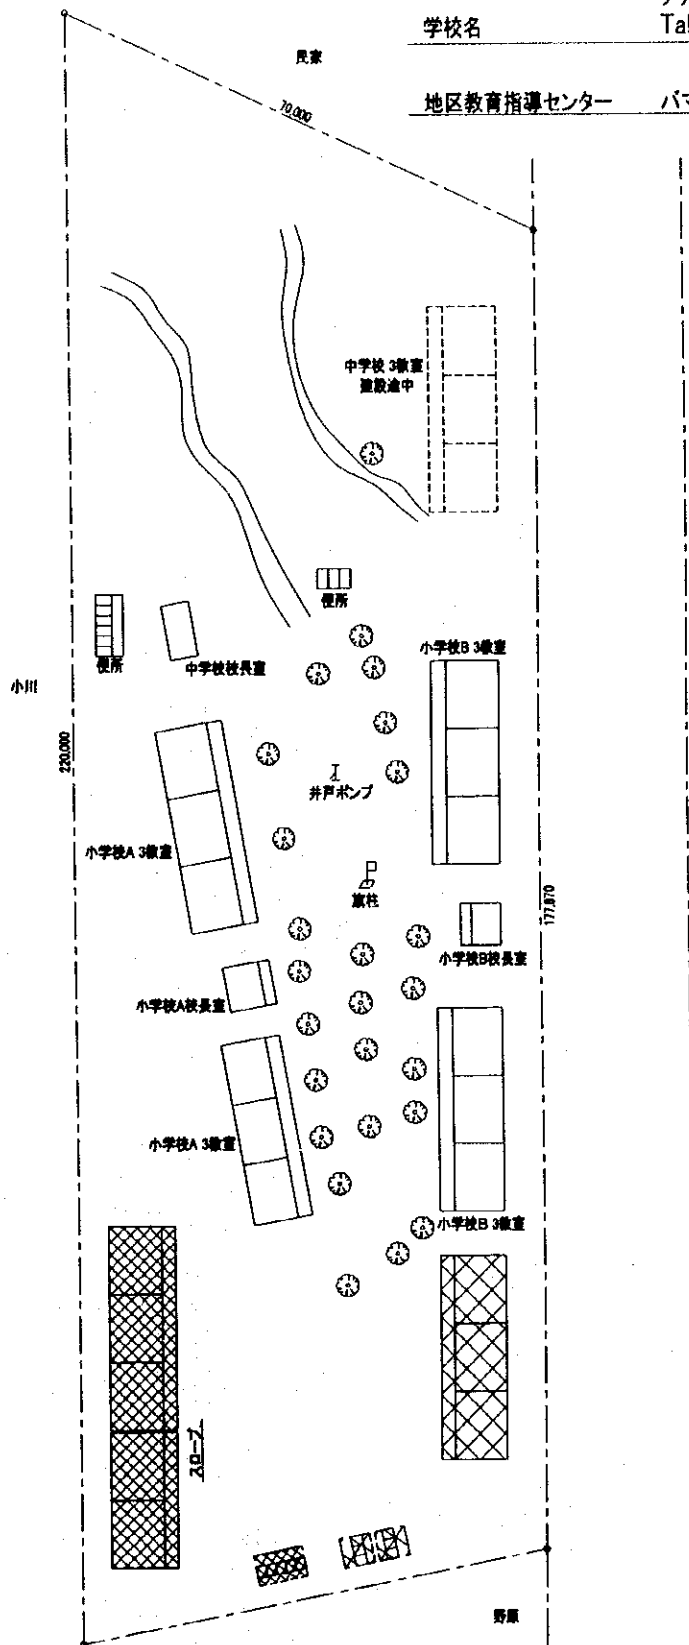 学校名
Ta
地区教育指導センター
バマ
民家
70,000
中学校 3教室
建設途中
便所
便所
中学校校長室
小学校B 3教室
小川
220,000
井戸ポンプ
小学校A 3教室
旗柱
177,870
小学校B校長室
小学校A校長室
小学校A 3教室
小学校B 3教室
スロープ
野原